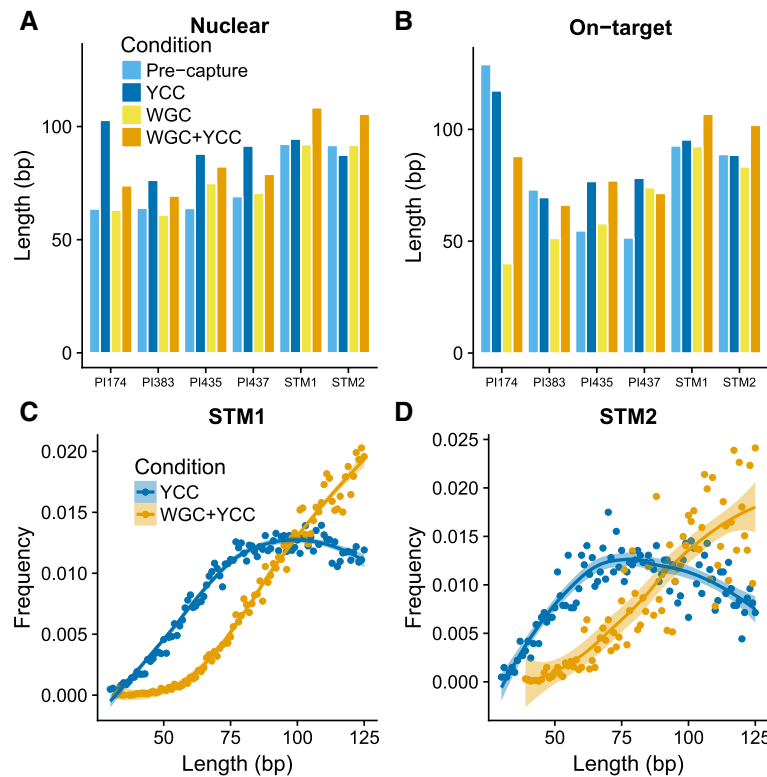 A
Nuclear
Condition
Pre−capture
YCC
WGC
WGC+YCC
Length (bp)
100
50
0
PI174 PI383 PI435 PI437 STM1 STM2
B
On−target
Length (bp)
100
50
0
PI174 PI383 PI435 PI437 STM1 STM2
C
STM1
Condition
YCC
WGC+YCC
Frequency
0.020
0.015
0.010
0.005
0.000
50 75 100 125
Length (bp)
D
STM2
Frequency
0.025
0.020
0.015
0.010
0.005
0.000
50 75 100 125
Length (bp)